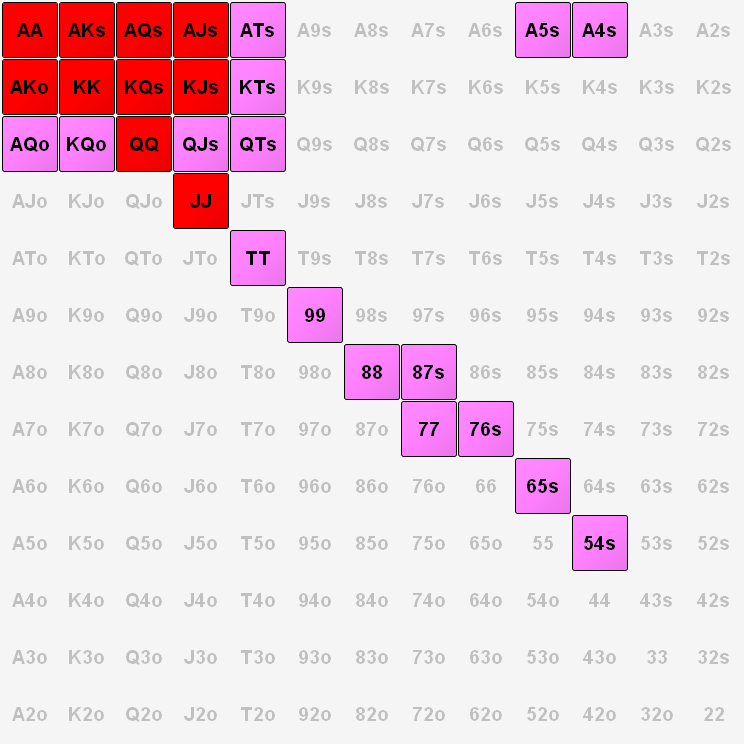 AA AKs AQs AJs ATs A9s A8s A7s A6s A5s A4s A3s A2s
AKo KK KQs KJs KTs K9s K8s K7s K6s K5s K4s K3s K2s
AQo KQo QQ QJs QTs Q9s Q8s Q7s Q6s Q5s Q4s Q3s Q2s
AJo KJo QJo JJ JTs J9s J8s J7s J6s J5s J4s J3s J2s
ATo KTo QTo JTo TT T9s T8s T7s T6s T5s T4s T3s T2s
A9o K9o Q9o J9o T9o 99 98s 97s 96s 95s 94s 93s 92s
A8o K8o Q8o J8o T8o 98o 88 87s 86s 85s 84s 83s 82s
A7o K7o Q7o J7o T7o 97o 87o 77 76s 75s 74s 73s 72s
A6o K6o Q6o J6o T6o 96o 86o 76o 66 65s 64s 63s 62s
A5o K5o Q5o J5o T5o 95o 85o 75o 65o 55 54s 53s 52s
A4o K4o Q4o J4o T4o 94o 84o 74o 64o 54o 44 43s 42s
A3o K3o Q3o J3o T3o 93o 83o 73o 63o 53o 43o 33 32s
A2o K2o Q2o J2o T2o 92o 82o 72o 62o 52o 42o 32o 22